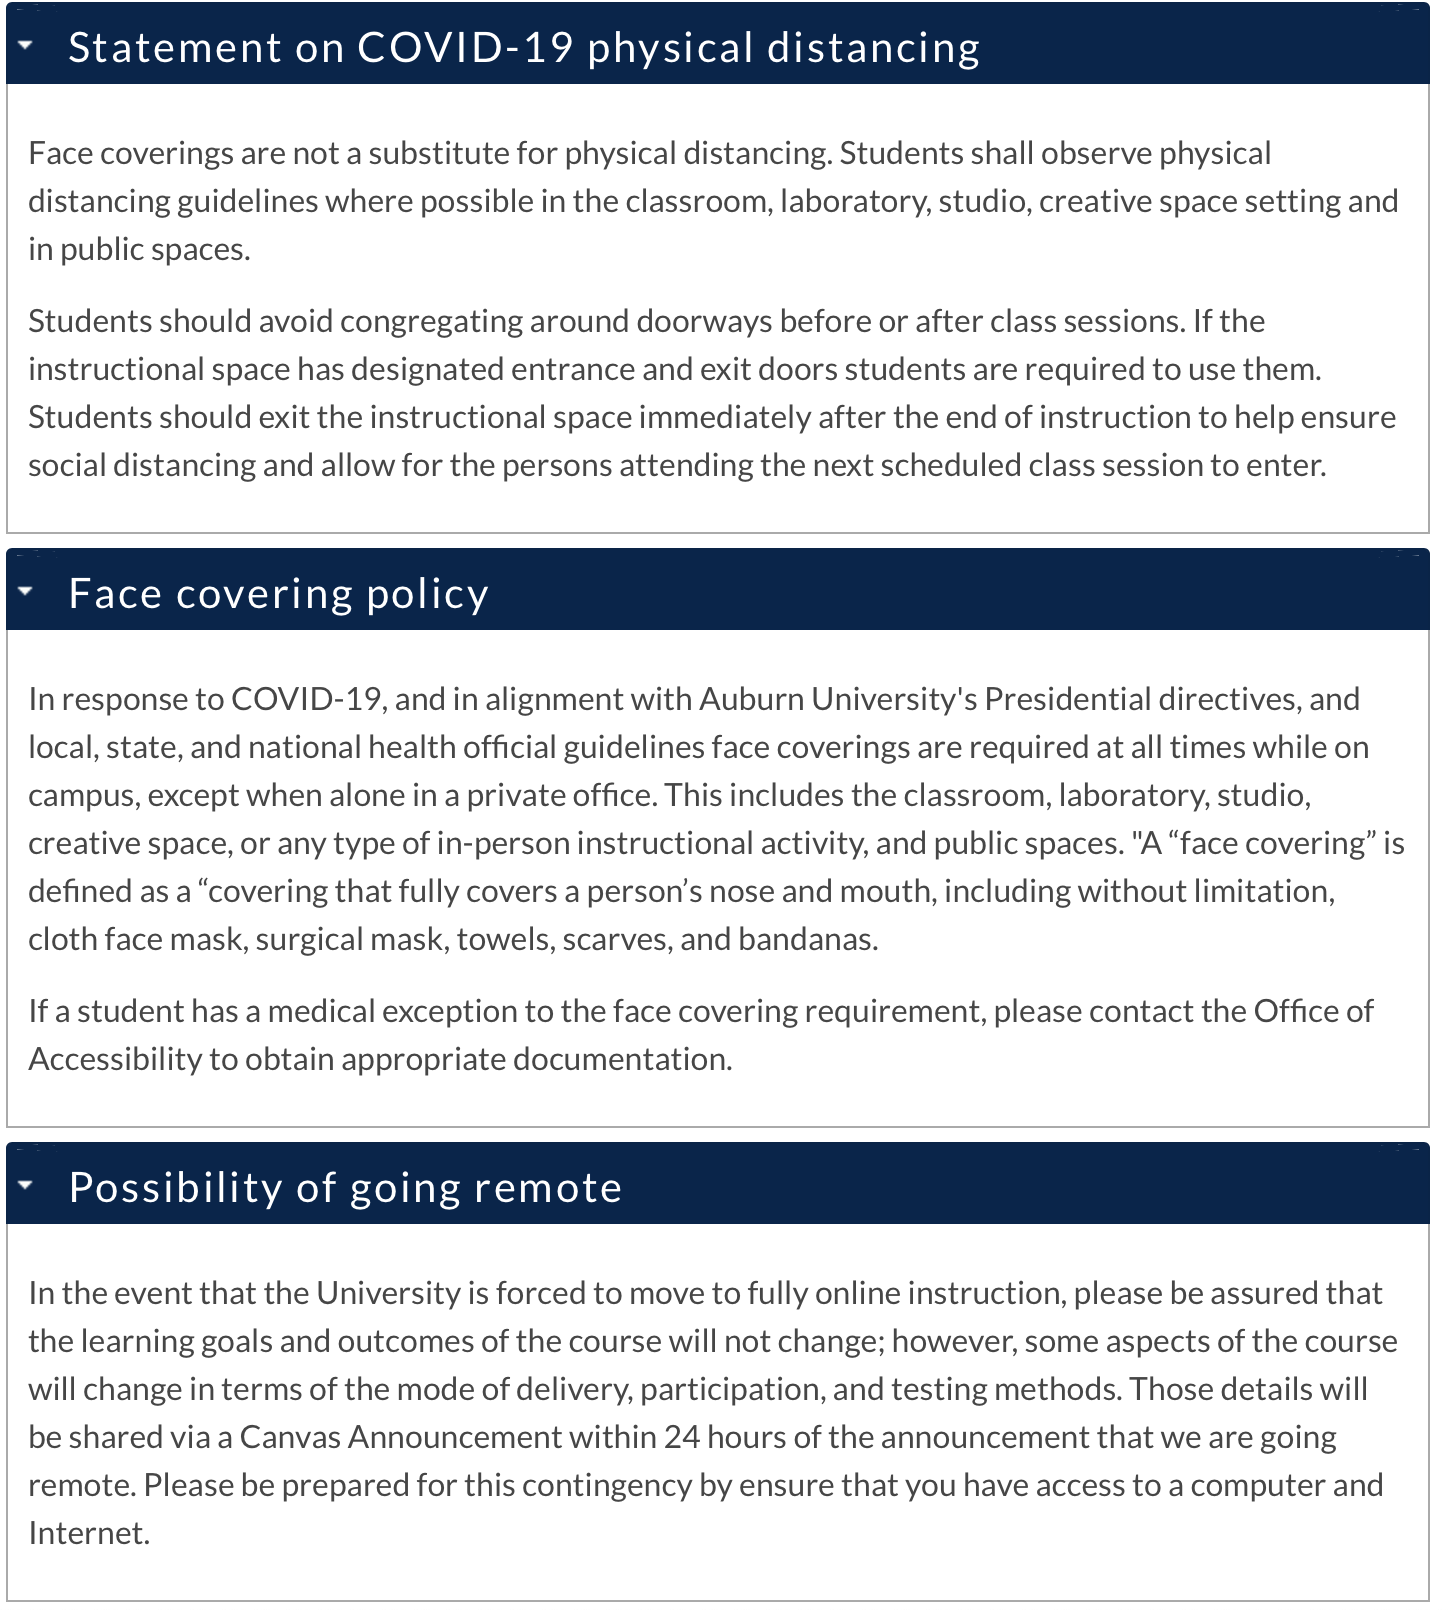 Statement on COVID-19 physical distancing
Face coverings are not a substitute for physical distancing. Students shall observe physical
distancing guidelines where possible in the classroom, laboratory, studio, creative space setting and
in public spaces.
Students should avoid congregating around doorways before or after class sessions. If the
instructional space has designated entrance and exit doors students are required to use them.
Students should exit the instructional space immediately after the end of instruction to help ensure
social distancing and allow for the persons attending the next scheduled class session to enter.
Face covering policy
In response to COVID-19, and in alignment with Auburn University's Presidential directives, and
local, state, and national health official guidelines face coverings are required at all times while on
campus, except when alone in a private office. This includes the classroom, laboratory, studio,
creative space, or any type of in-person instructional activity, and public spaces. "A “face covering” is
defined as a “covering that fully covers a person’s nose and mouth, including without limitation,
cloth face mask, surgical mask, towels, scarves, and bandanas.
If a student has a medical exception to the face covering requirement, please contact the Office of
Accessibility to obtain appropriate documentation.
Possibility of going remote
In the event that the University is forced to move to fully online instruction, please be assured that
the learning goals and outcomes of the course will not change; however, some aspects of the course
will change in terms of the mode of delivery, participation, and testing methods. Those details will
be shared via a Canvas Announcement within 24 hours of the announcement that we are going
remote. Please be prepared for this contingency by ensure that you have access to a computer and
Internet.